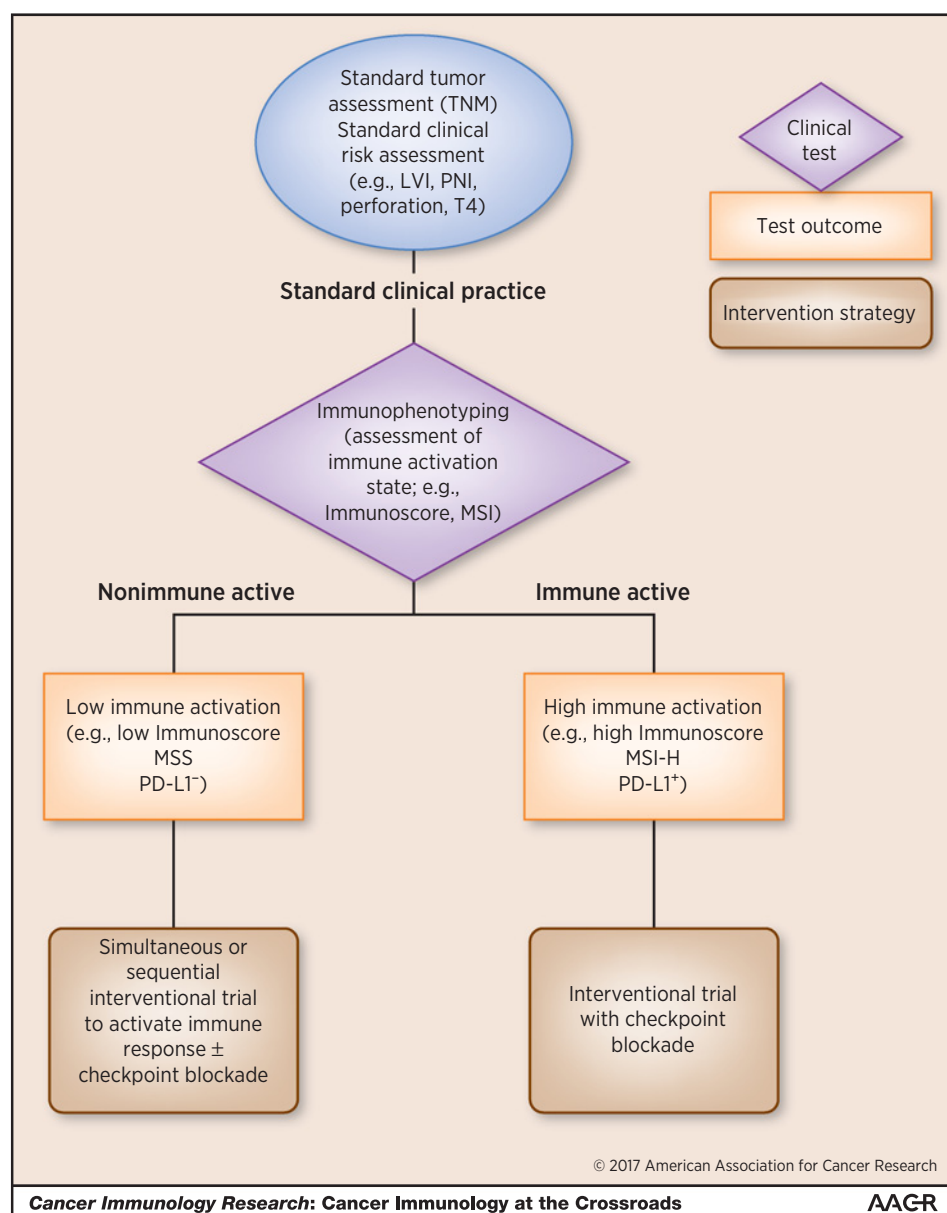 Standard tumor
assessment (TNM)
Standard clinical
risk assessment
(e.g., LVI, PNI,
perforation, T4)
Clinical
test
Test outcome
Intervention strategy
Standard clinical practice
Immunophenotyping
(assessment of
immune activation
state; e.g.,
Immunoscore, MSI)
Nonimmune active
Immune active
Low immune activation
(e.g., low Immunoscore
MSS
PD-L1⁻)
High immune activation
(e.g., high Immunoscore
MSI-H
PD-L1⁺)
Simultaneous or
sequential
interventional trial
to activate immune
response ±
checkpoint blockade
Interventional trial
with checkpoint
blockade
© 2017 American Association for Cancer Research
Cancer Immunology Research: Cancer Immunology at the Crossroads
AACR